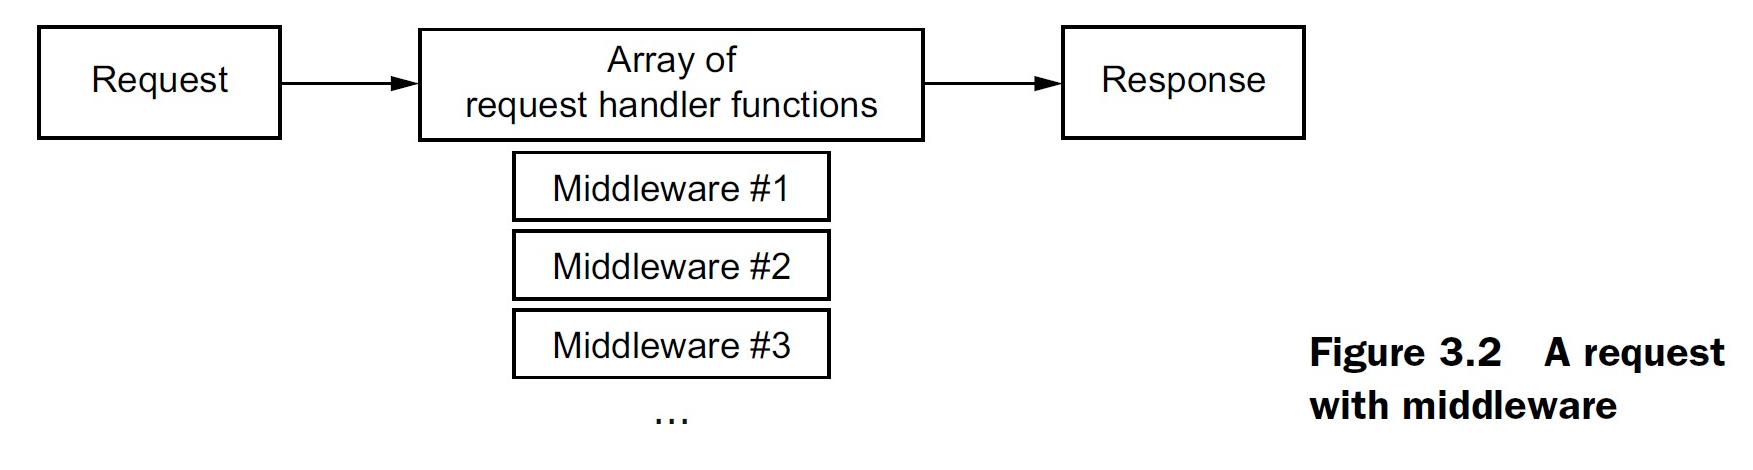 Request
Array of
request handler functions
Response
Middleware #1
Middleware #2
Middleware #3
...
Figure 3.2 A request
with middleware